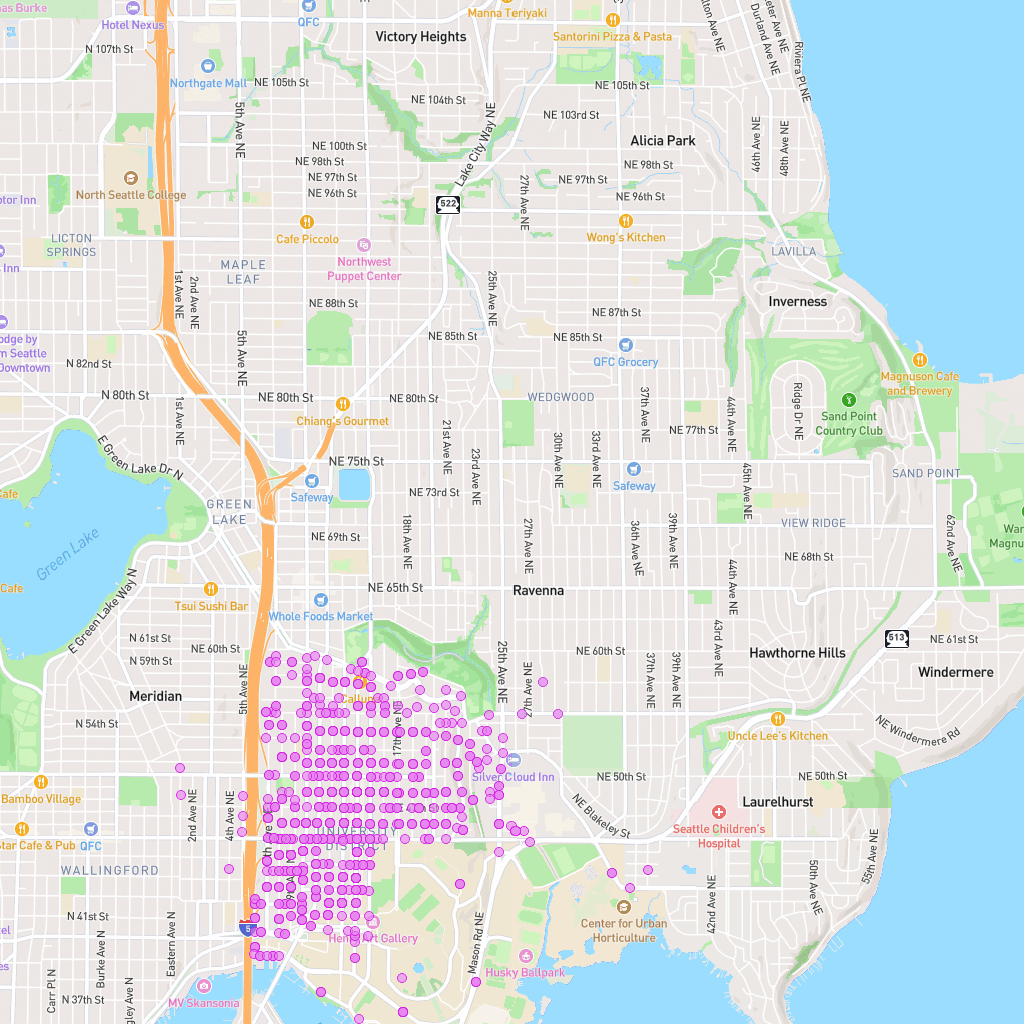 QFC
Hotel Nexus
Manna Teriyaki
Victory Heights
Santorini Pizza & Pasta
N 107th St
Durland Ave NE
Riviera Pl NE
Northgate Mall
NE 105th St
NE 105th St
NE 104th St
NE 103rd St
5th Ave NE
Lake City Way NE
46th Ave NE
48th Ave NE
NE 100th St
Alicia Park
NE 98th St
NE 98th St
NE 97th St
NE 97th St
NE 96th St
NE 96th St
North Seattle College
27th Ave NE
522
Cafe Piccolo
Wong's Kitchen
LICTON
SPRINGS
Northwest
Puppet Center
LAVILLA
MAPLE
LEAF
1st Ave NE
2nd Ave NE
25th Ave NE
NE 88th St
Inverness
NE 87th St
NE 85th St
NE 85th St
5th Ave NE
QFC Grocery
N 82nd St
Downtown
Magnuson Cafe
and Brewery
N 80th St
NE 80th St
NE 80th St
WEDGWOOD
Chiang's Gourmet
1st Ave NE
37th Ave NE
44th Ave NE
Ridge Dr NE
Sand Point
Country Club
NE 77th St
21st Ave NE
23rd Ave NE
30th Ave NE
33rd Ave NE
E Green Lake Dr N
NE 75th St
Safeway
Safeway
45th Ave NE
SAND POINT
NE 73rd St
GREEN
LAKE
Green Lake
18th Ave NE
27th Ave NE
36th Ave NE
39th Ave NE
VIEW RIDGE
62nd Ave NE
NE 69th St
NE 68th St
44th Ave NE
E Green Lake Way N
Tsui Sushi Bar
NE 65th St
Ravenna
Whole Foods Market
N 61st St
NE 60th St
N 59th St
5th Ave NE
25th Ave NE
27th Ave NE
NE 60th St
37th Ave NE
39th Ave NE
43rd Ave NE
Hawthorne Hills
513
NE 61st St
Windermere
Meridian
17th Ave NE
N 54th St
Uncle Lee's Kitchen
NE Windermere Rd
Silver Cloud Inn
NE 50th St
NE 50th St
Bamboo Village
2nd Ave NE
4th Ave NE
NE Blakeley St
Laurelhurst
Seattle Children's
Hospital
UNIVERSITY
DISTRICT
QFC
WALLINGFORD
50th Ave NE
55th Ave NE
42nd Ave NE
N 41st St
Eastern Ave N
Burke Ave N
5
Henry Art Gallery
Mason Rd NE
Center for Urban
Horticulture
Husky Ballpark
Carr Pl N
N 37th St
MV Skansonia